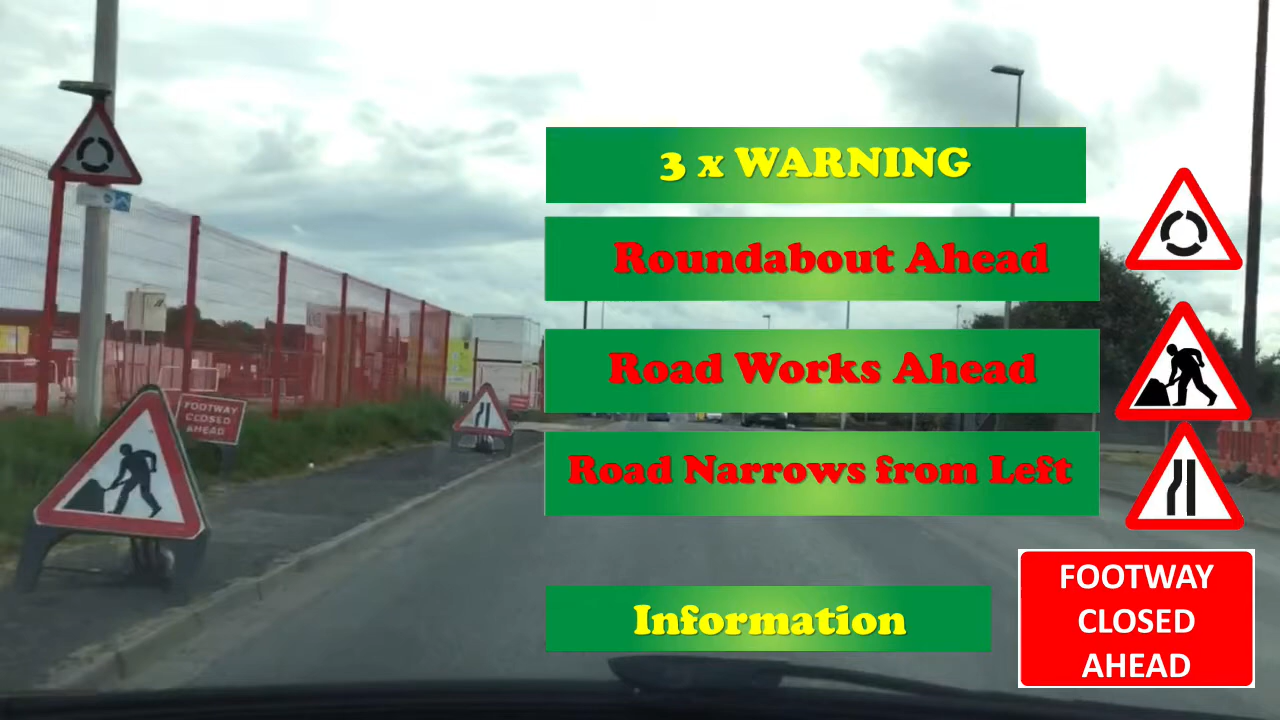 3 x WARNING
Roundabout Ahead
Road Works Ahead
Road Narrows from Left
FOOTWAY
CLOSED
AHEAD
Information
FOOTWAY
CLOSED
AHEAD